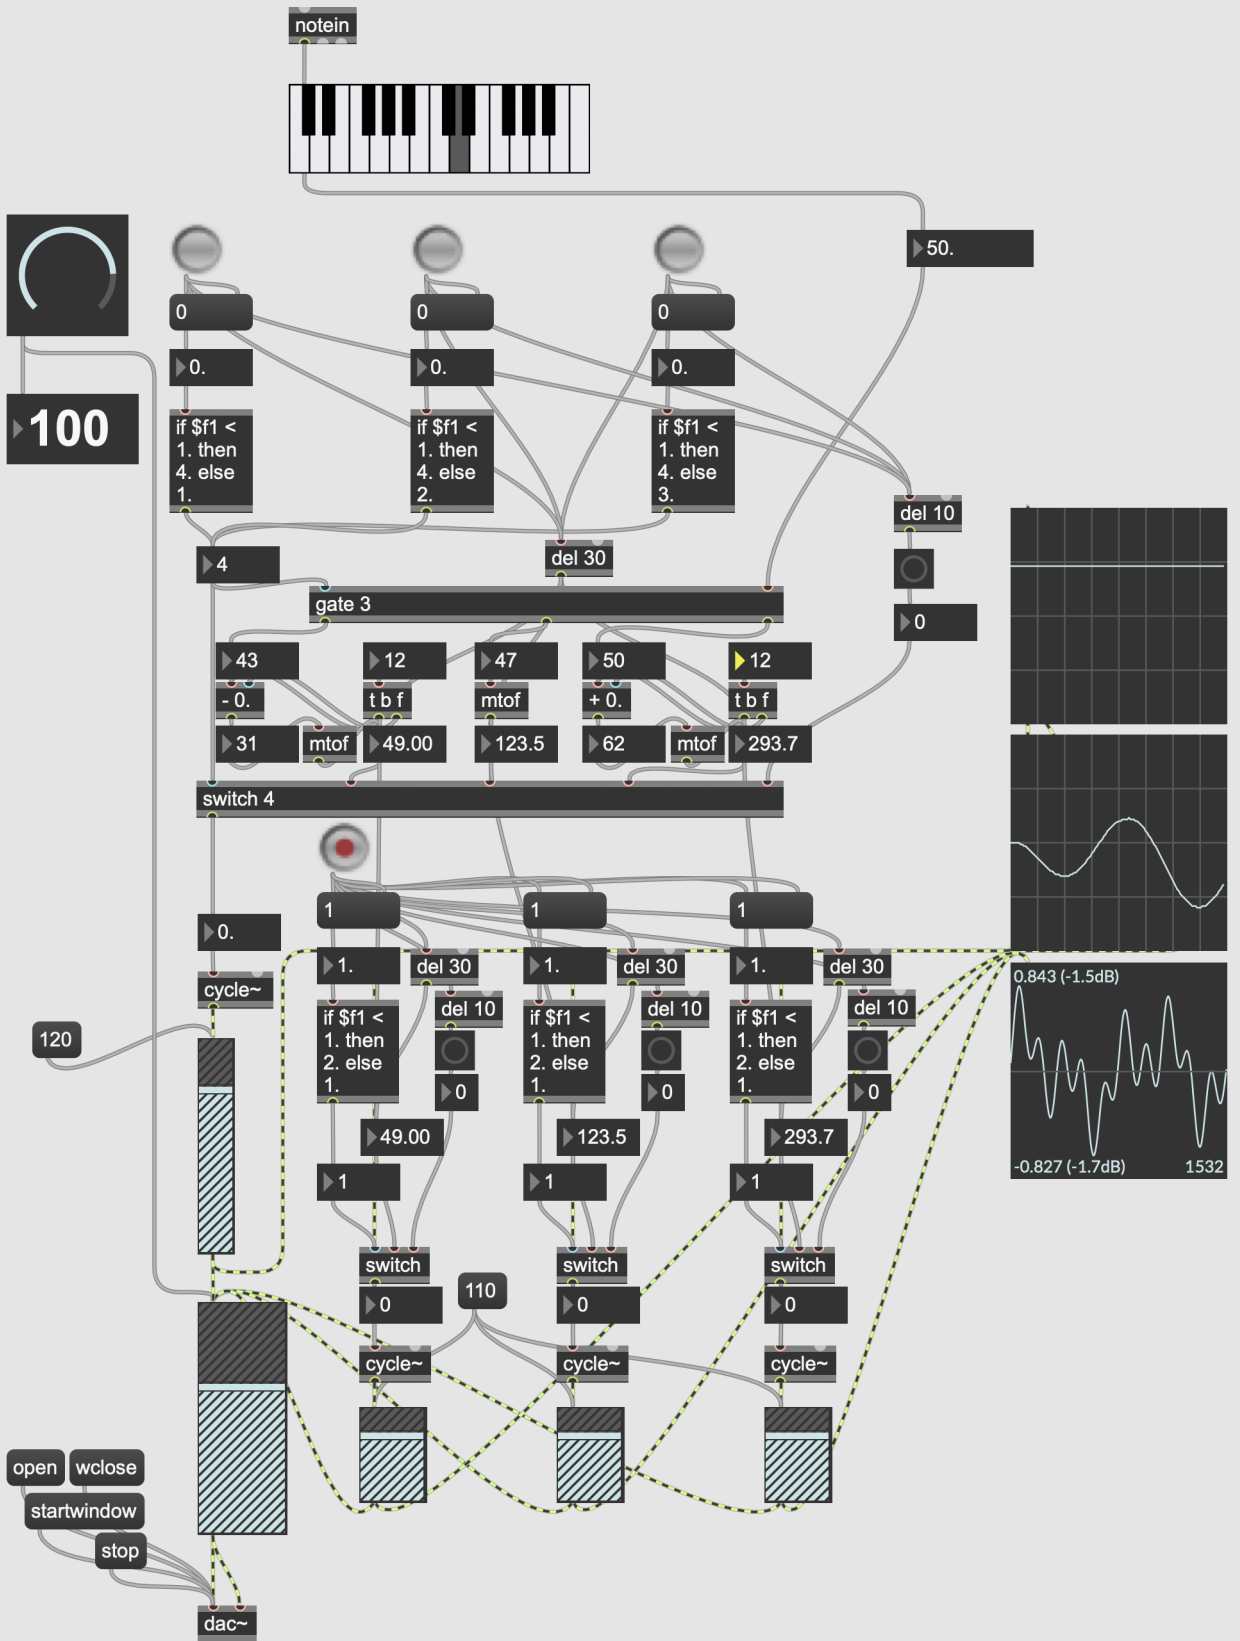 notein
50.
0
0
0
0.
0.
0.
100
if $f1 <
1. then
4. else
1.
if $f1 <
1. then
4. else
2.
if $f1 <
1. then
4. else
3.
del 10
4
del 30
gate 3
0
43
12
47
50
12
- 0.
t b f
mtof
+ 0.
t b f
31
mtof
49.00
123.5
62
mtof
293.7
switch 4
1
1
1
0.
1.
del 30
1.
del 30
1.
del 30
cycle~
del 10
del 10
del 10
0.843 (-1.5dB)
if $f1 <
1. then
2. else
1.
if $f1 <
1. then
2. else
1.
if $f1 <
1. then
2. else
1.
120
0
0
0
49.00
123.5
293.7
-0.827 (-1.7dB)
1532
1
1
1
switch
switch
switch
110
0
0
0
cycle~
cycle~
cycle~
open
wclose
startwindow
stop
dac~